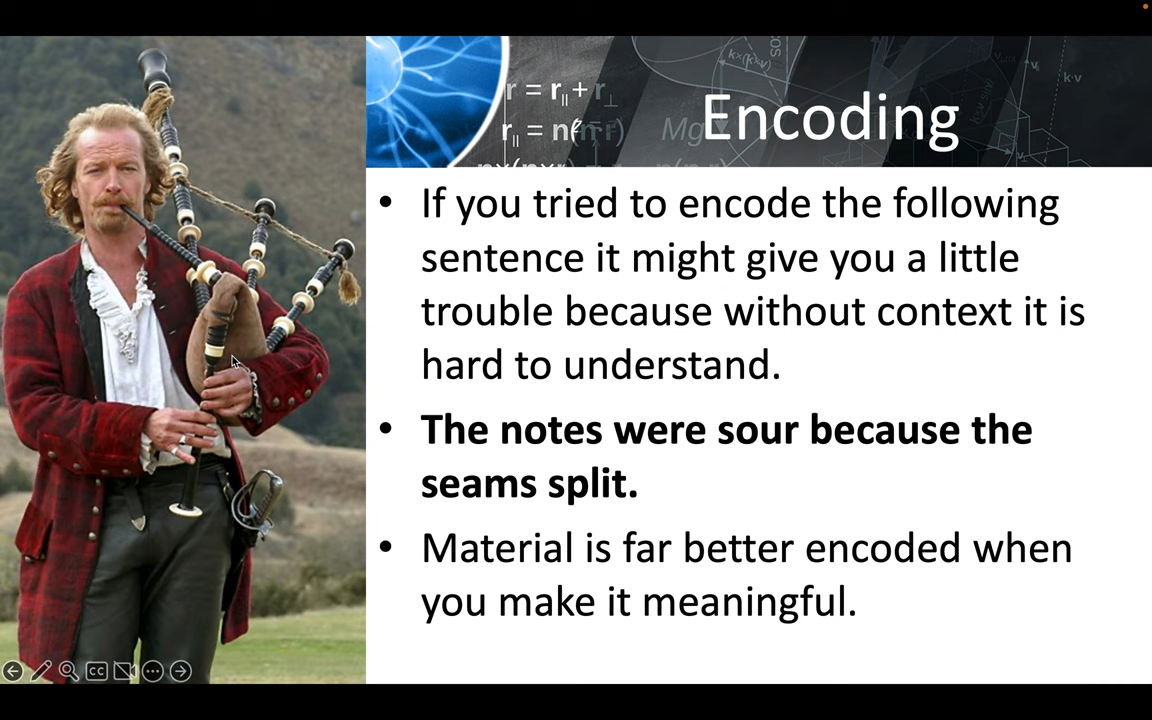 Encoding
r = r∥ + r⊥
• If you tried to encode the following
sentence it might give you a little
trouble because without context it is
hard to understand.
• The notes were sour because the
seams split.
• Material is far better encoded when
you make it meaningful.
CC